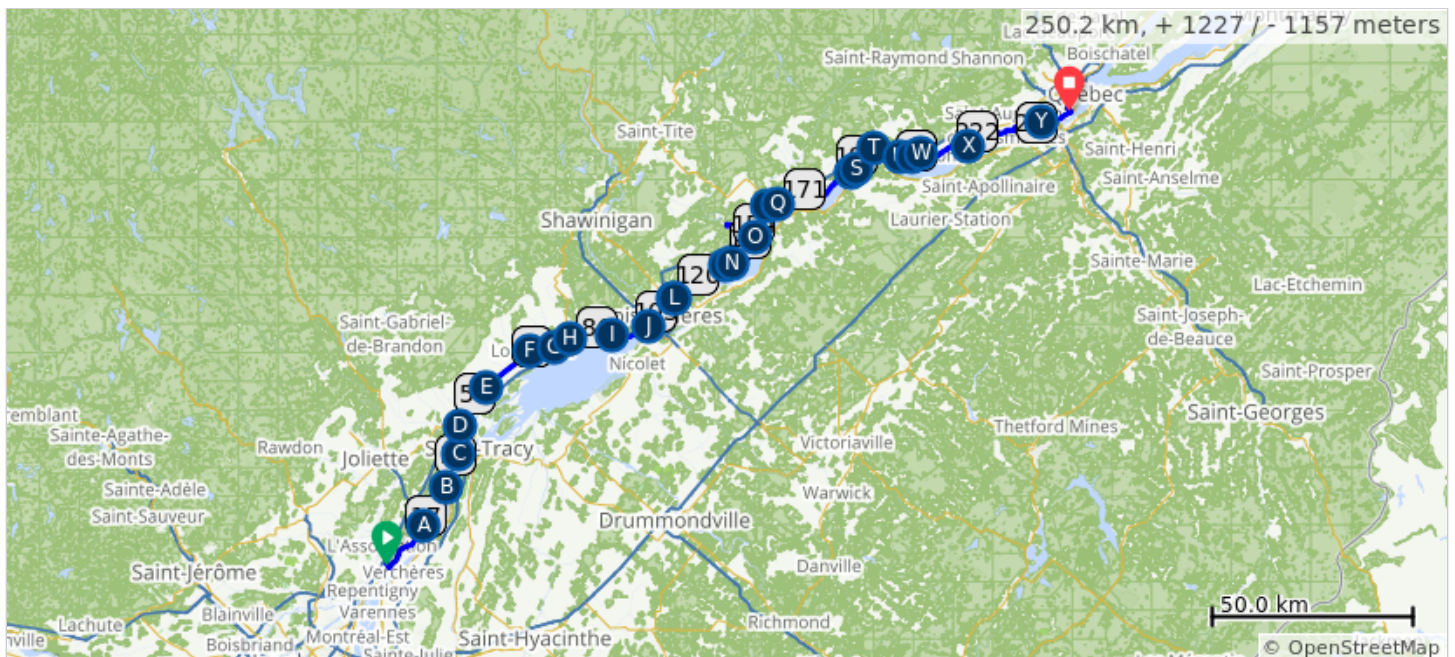 250.2 km, + 1227 / - 1157 meters
Saint-Raymond Shannon
Boischatel
Québec
Saint-Tite
T
Y
W
X
S
Saint-Henri
Saint-Anselme
Saint-Apollinaire
171
Q
Shawinigan
Laurier-Station
O
N
120
Sainte-Marie
Lac-Etchemin
L
Saint-Gabriel-
de-Brandon
J
I
H
F
Nicolet
Saint-Joseph-
de-Beauce
E
Saint-Prosper
Saint-Georges
D
C
Thetford Mines
Victoriaville
Sainte-Agathe-
des-Monts
Rawdon
Joliette
B
Sainte-Adèle
Saint-Sauveur
Warwick
A
Drummondville
Danville
Saint-Jérôme
Verchères
Repentigny
Varennes
Blainville
Lachute
Boisbriand
Montréal-Est
Sainte-Julie
Saint-Hyacinthe
Richmond
50.0 km
© OpenStreetMap